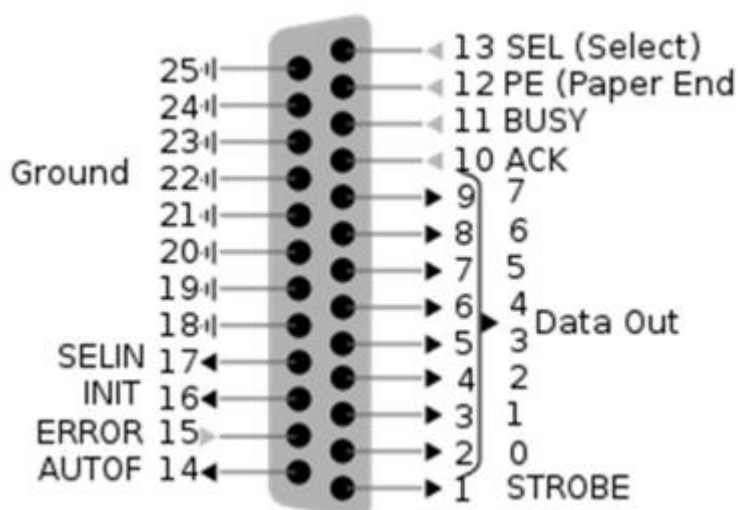 13 SEL (Select)
25
12 PE (Paper End
24
11 BUSY
23
10 ACK
Ground 22
9 7
21
8 6
20
7 5
19
6 4
18
Data Out
5 3
SELIN 17
4 2
INIT 16
3 1
ERROR 15
2 0
AUTOF 14
1 STROBE